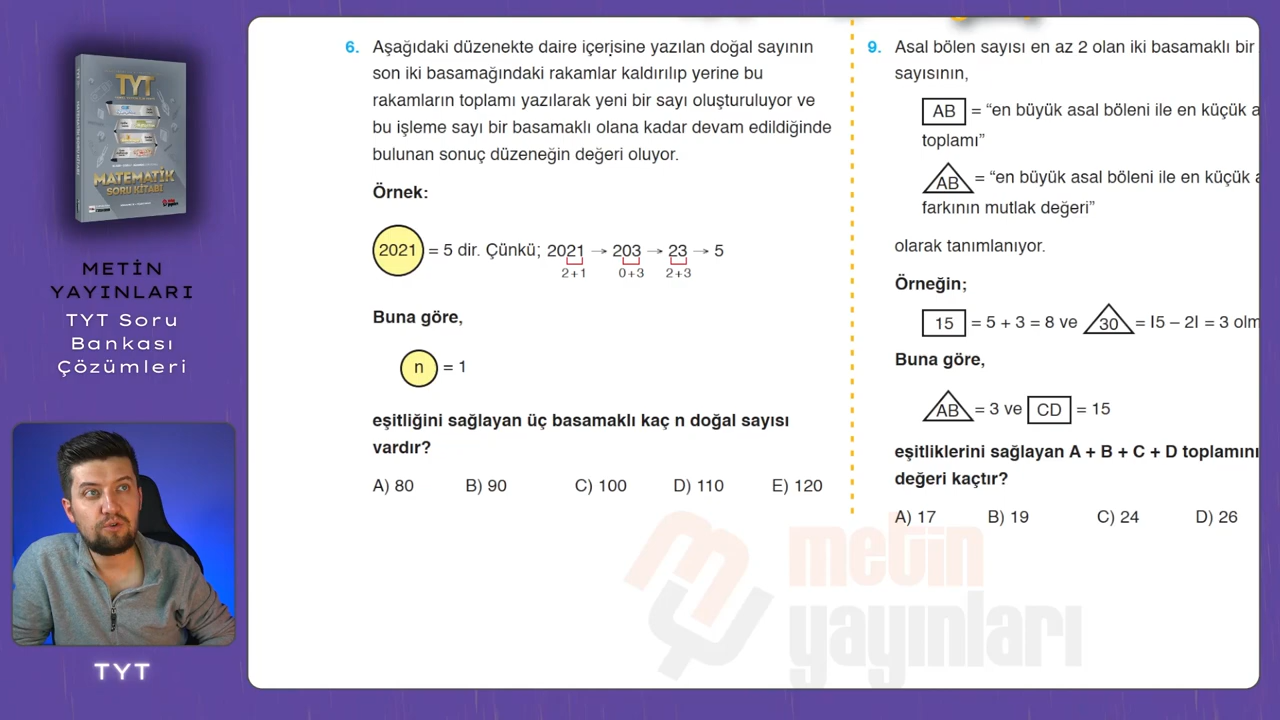 TYT
MATEMATİK
SORU KİTABI
METİN
YAYINLARI
TYT Soru
Bankası
Çözümleri
TYT
6. Aşağıdaki düzenekte daire içerisine yazılan doğal sayının
son iki basamağındaki rakamlar kaldırılıp yerine bu
rakamların toplamı yazılarak yeni bir sayı oluşturuluyor ve
bu işleme sayı bir basamaklı olana kadar devam edildiğinde
bulunan sonuç düzeneğin değeri oluyor.
Örnek:
2021 = 5 dir. Çünkü; 2021 → 203 → 23 → 5
2+1 0+3 2+3
Buna göre,
n = 1
eşitliğini sağlayan üç basamaklı kaç n doğal sayısı
vardır?
A) 80 B) 90 C) 100 D) 110 E) 120
9. Asal bölen sayısı en az 2 olan iki basamaklı bir
sayısının,
AB = “en büyük asal böleni ile en küçük a
toplamı”
AB = “en büyük asal böleni ile en küçük a
farkının mutlak değeri”
olarak tanımlanıyor.
Örneğin;
15 = 5 + 3 = 8 ve 30 = I5 – 2I = 3 olm
Buna göre,
AB = 3 ve CD = 15
eşitliklerini sağlayan A + B + C + D toplamını
değeri kaçtır?
A) 17 B) 19 C) 24 D) 26
metin
yayınları